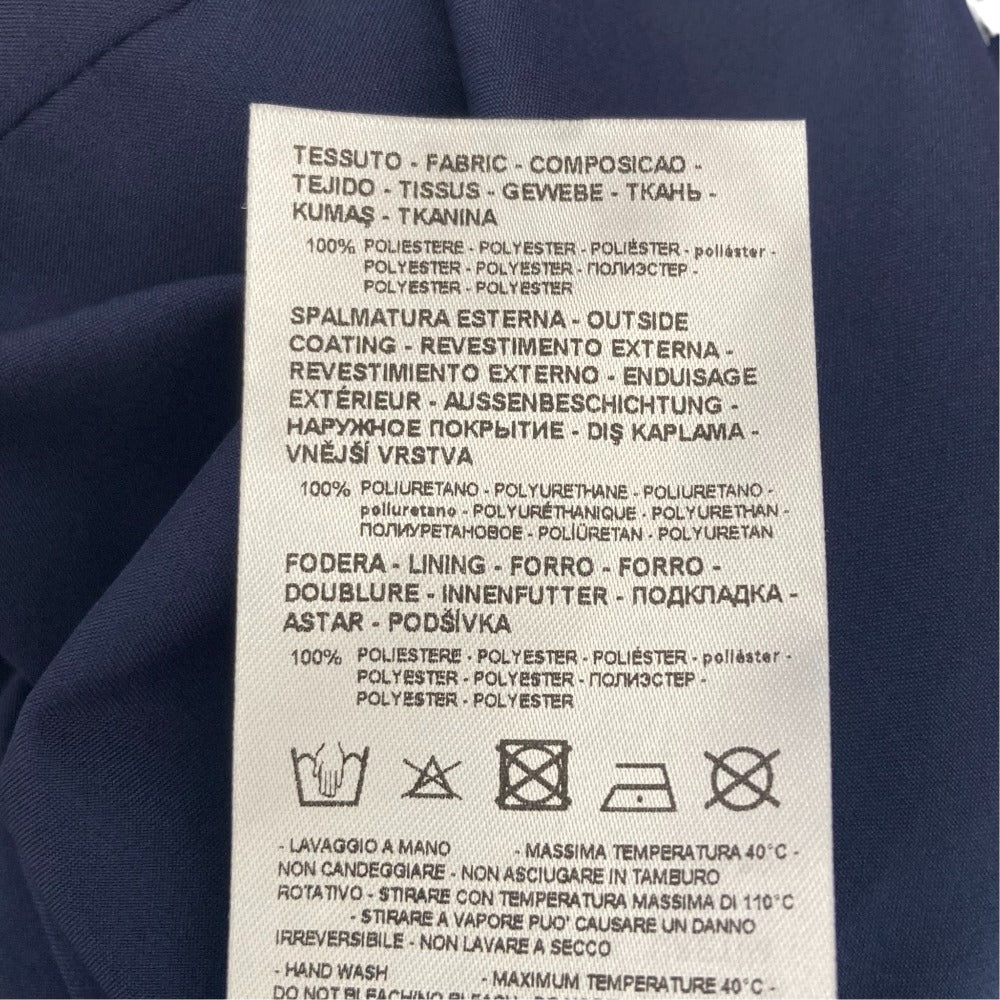 TESSUTO - FABRIC - COMPOSICAO -
TEJIDO - TISSUS - GEWEBE - ТКАНЬ -
KUMAŞ - TKANINA
100% POLIESTERE - POLYESTER - POLIÉSTER - poliéster -
POLYESTER - POLYESTER - ПОЛИЭСТЕР -
POLYESTER - POLYESTER
SPALMATURA ESTERNA - OUTSIDE
COATING - REVESTIMENTO EXTERNA -
REVESTIMIENTO EXTERNO - ENDUISAGE
EXTÉRIEUR - AUSSENBESCHICHTUNG -
НАРУЖНОЕ ПОКРЫТИЕ - DIŞ KAPLAMA -
VNĚJŠÍ VRSTVA
100% POLIURETANO - POLYURETHANE - POLIURETANO -
poliuretano - POLYURÉTHANIQUE - POLYURETHAN -
ПОЛИУРЕТАНОВОЕ - POLİÜRETAN - POLYURETAN
FODERA - LINING - FORRO - FORRO -
DOUBLURE - INNENFUTTER - ПОДКЛАДКА -
ASTAR - PODŠÍVKA
100% POLIESTERE - POLYESTER - POLIÉSTER - poliéster -
POLYESTER - POLYESTER - ПОЛИЭСТЕР -
POLYESTER - POLYESTER
- LAVAGGIO A MANO - MASSIMA TEMPERATURA 40°C -
NON CANDEGGIARE - NON ASCIUGARE IN TAMBURO
ROTATIVO - STIRARE CON TEMPERATURA MASSIMA DI 110°C
- STIRARE A VAPORE PUO' CAUSARE UN DANNO
IRREVERSIBILE - NON LAVARE A SECCO
- HAND WASH - MAXIMUM TEMPERATURE 40°C -
DO NOT BLEACHING BLEACH